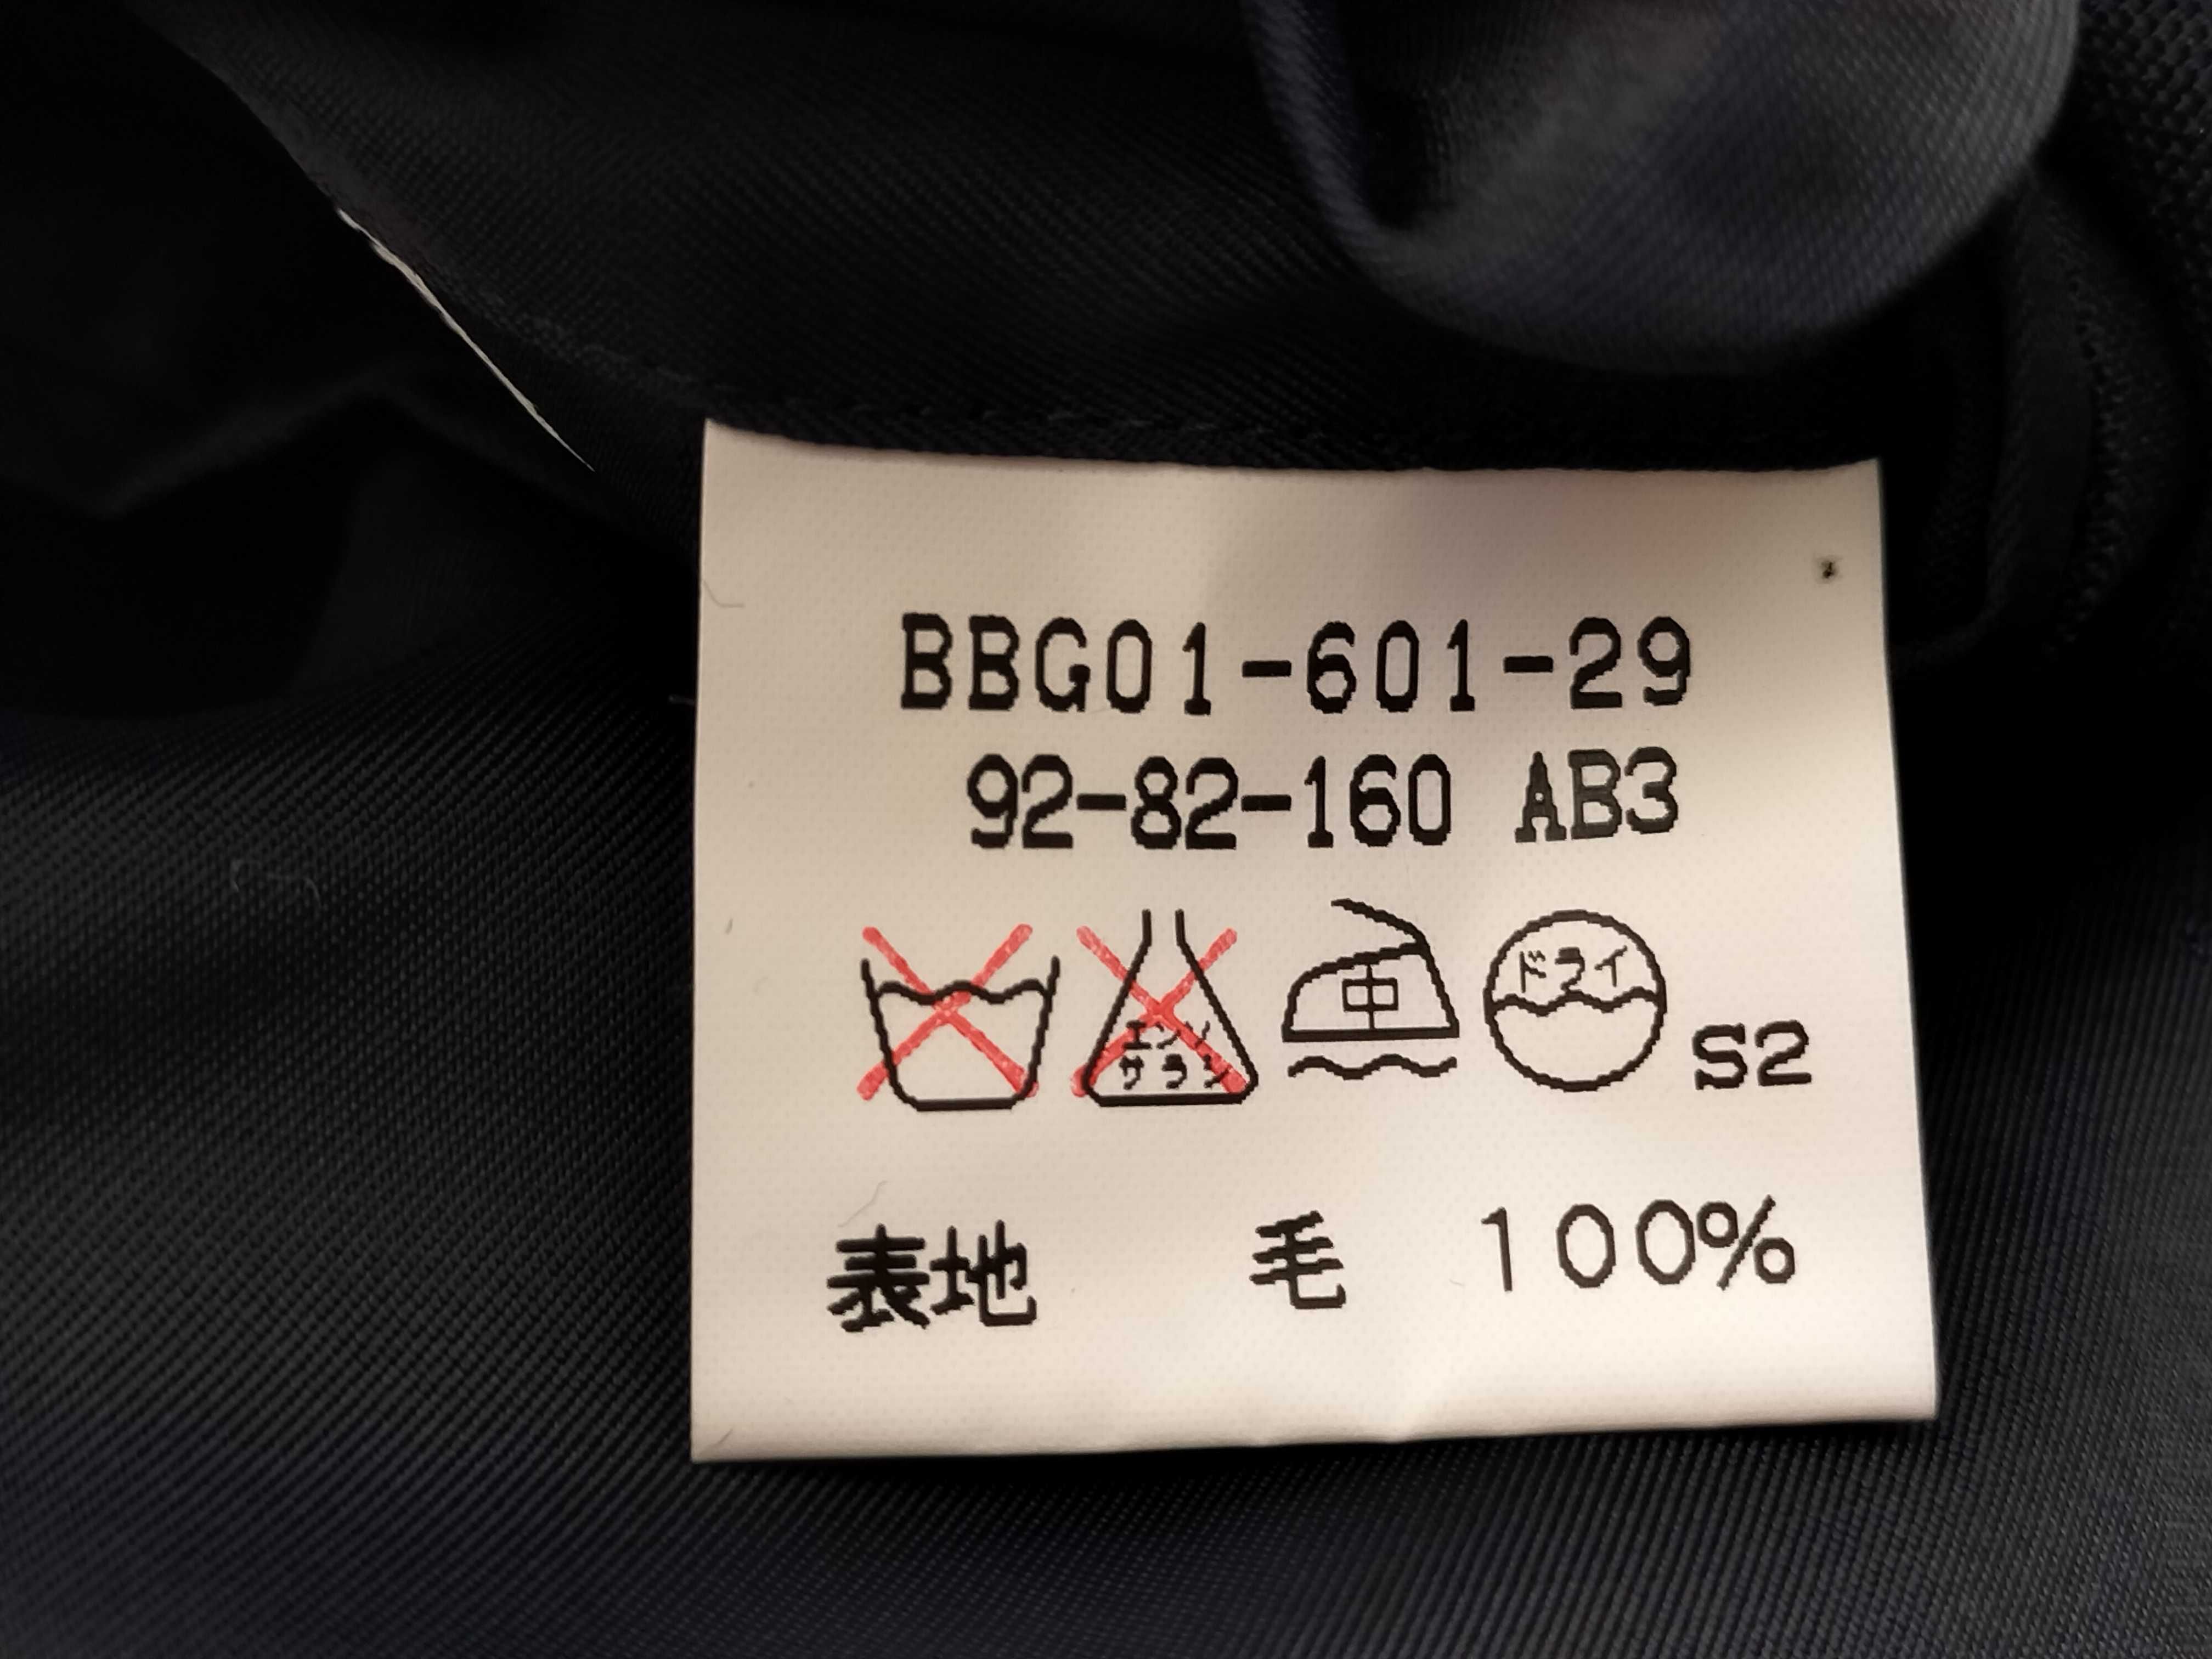 BBG01-601-29
92-82-160 AB3
エンソ 中 ドライ
サラシ S2
表地 毛 100%